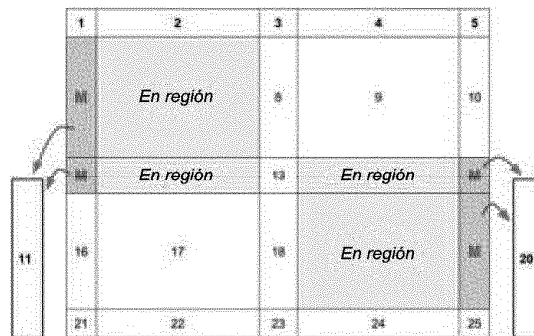 1 2 3 4 5
M En región 8 9 10
M En región 13 En región M
11 16 17 18 En región M 20
21 22 23 24 25